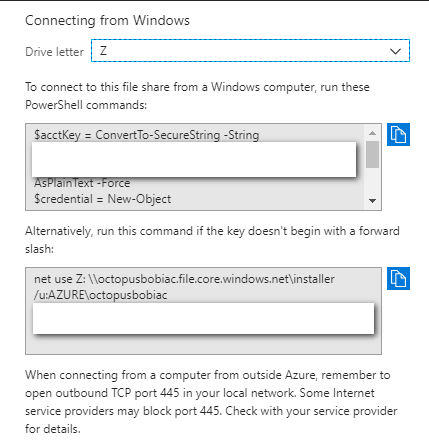 Connecting from Windows
Drive letter Z
To connect to this file share from a Windows computer, run these
PowerShell commands:
$acctKey = ConvertTo-SecureString -String
AsPlainText -Force
$credential = New-Object
Alternatively, run this command if the key doesn't begin with a forward
slash:
net use Z: \\octopusbobiac.file.core.windows.net\installer
/u:AZURE\octopusbobiac
When connecting from a computer from outside Azure, remember to
open outbound TCP port 445 in your local network. Some Internet
service providers may block port 445. Check with your service provider
for details.